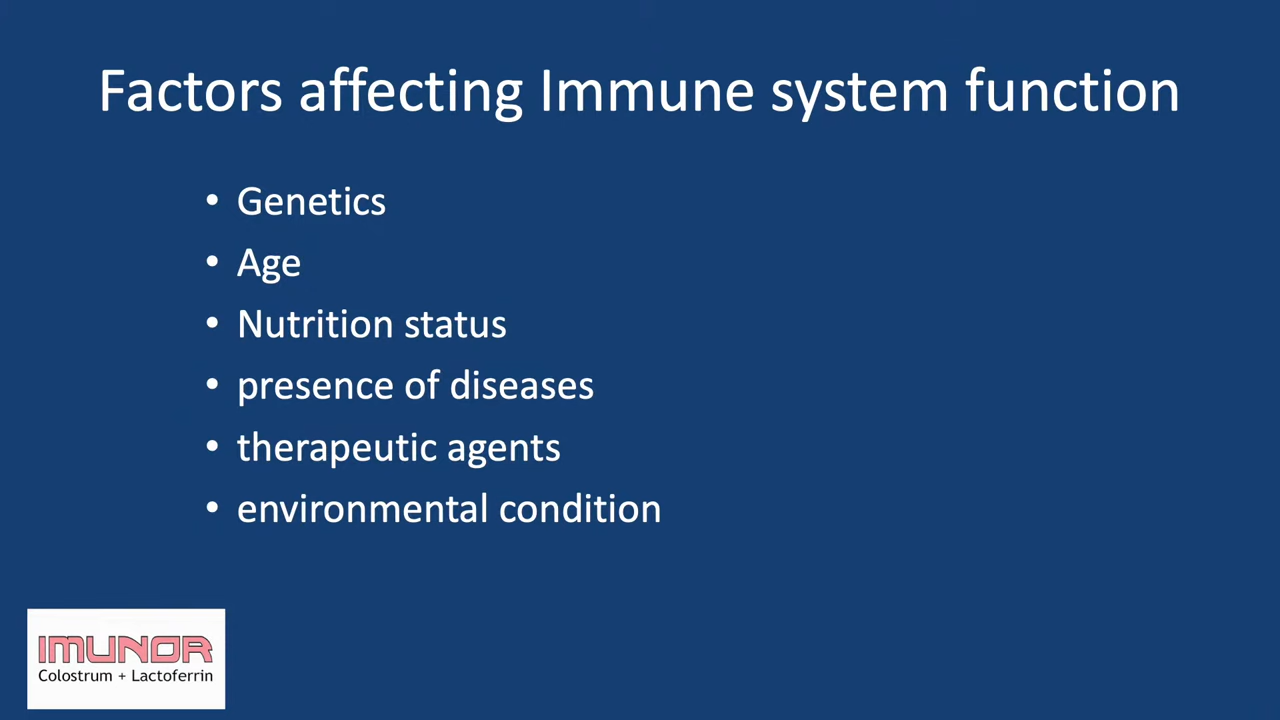 Factors affecting Immune system function
• Genetics
• Age
• Nutrition status
• presence of diseases
• therapeutic agents
• environmental condition
IMUNOR
Colostrum + Lactoferrin